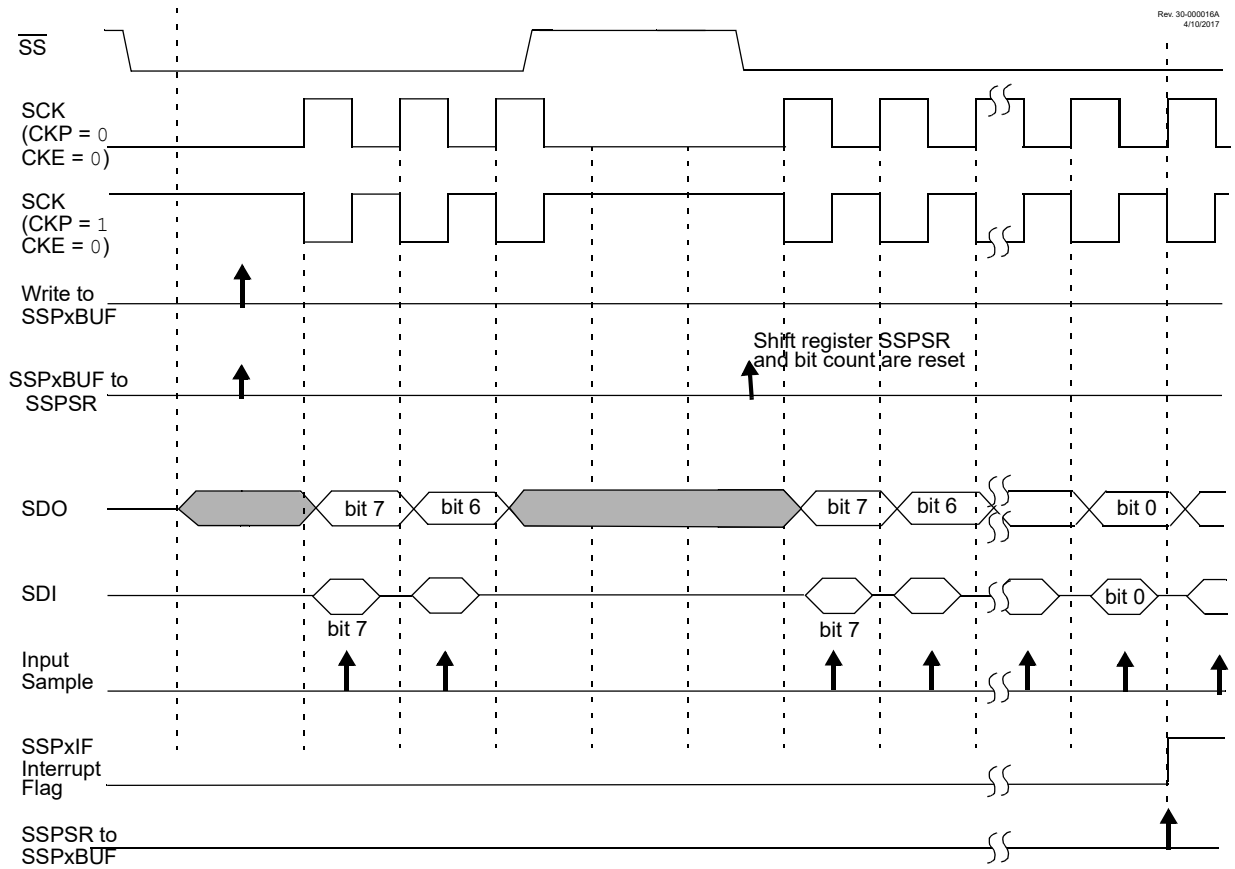 Rev. 30-000016A
4/10/2017
SS
SCK
(CKP = 0
CKE = 0)
SCK
(CKP = 1
CKE = 0)
Write to
SSPxBUF
Shift register SSPSR
and bit count are reset
SSPxBUF to
SSPSR
SDO
bit 7
bit 6
bit 7
bit 6
bit 0
SDI
bit 0
bit 7
bit 7
Input
Sample
SSPxIF
Interrupt
Flag
SSPSR to
SSPxBUF